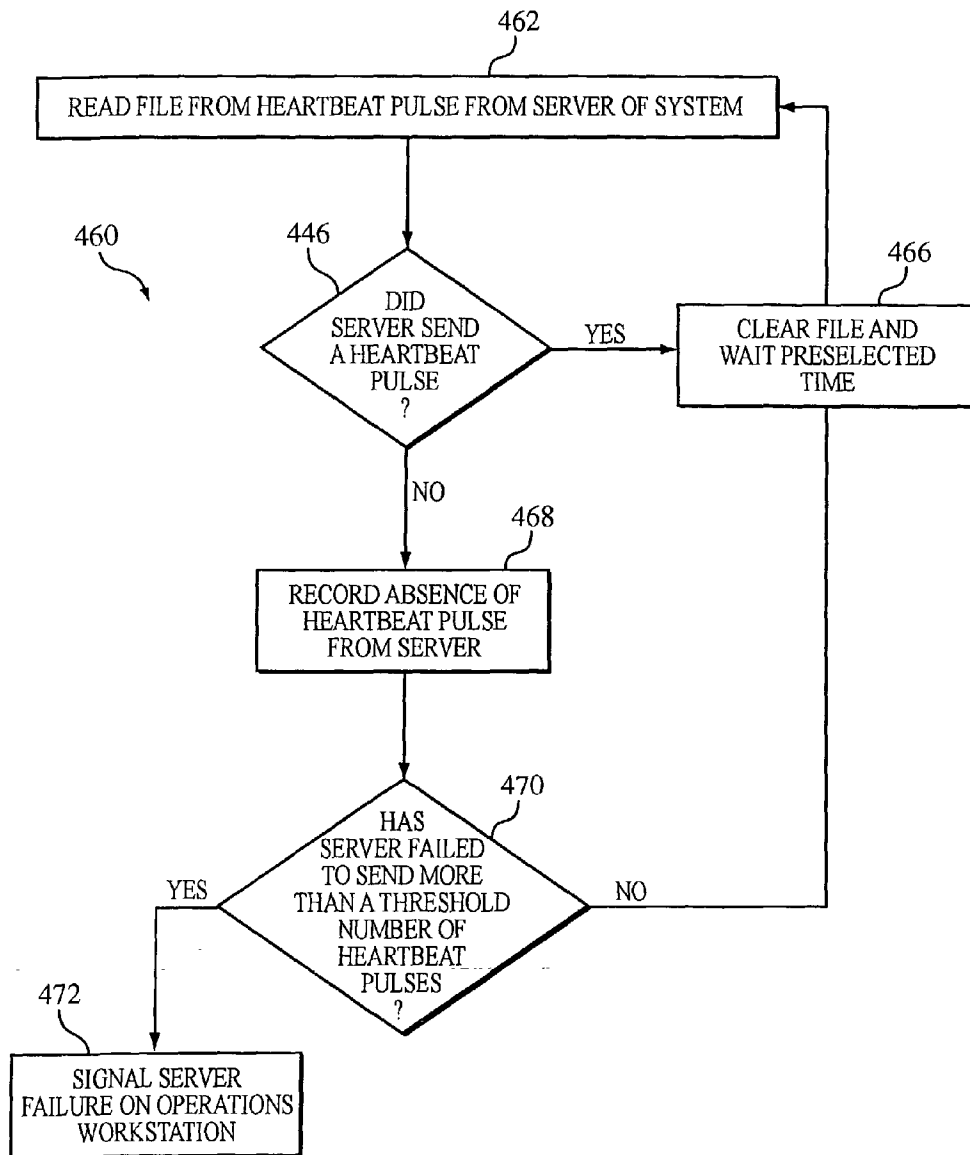 462
READ FILE FROM HEARTBEAT PULSE FROM SERVER OF SYSTEM
460
446
466
DID
SERVER SEND
A HEARTBEAT
PULSE
?
YES
CLEAR FILE AND
WAIT PRESELECTED
TIME
NO
468
RECORD ABSENCE OF
HEARTBEAT PULSE
FROM SERVER
470
HAS
SERVER FAILED
TO SEND MORE
THAN A THRESHOLD
NUMBER OF
HEARTBEAT
PULSES
?
YES
NO
472
SIGNAL SERVER
FAILURE ON OPERATIONS
WORKSTATION